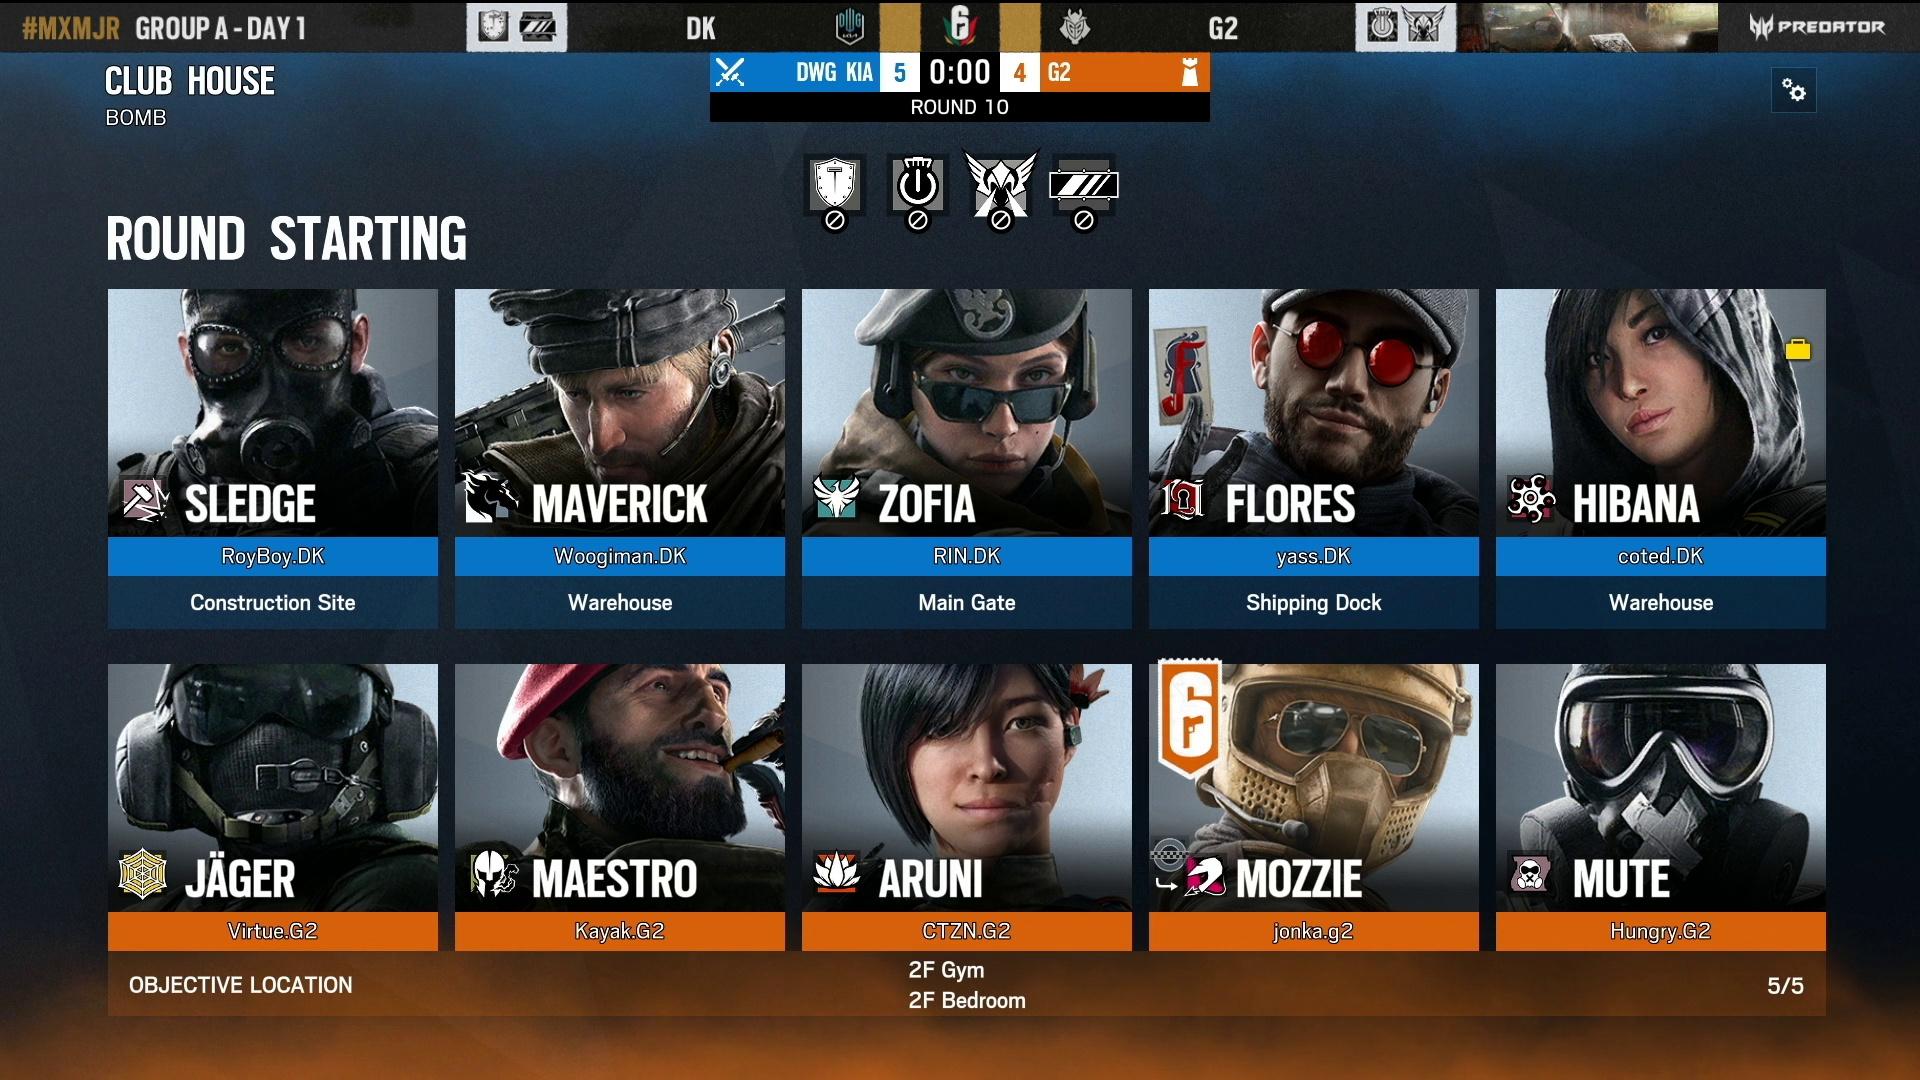 #MXMJR GROUP A - DAY 1
DK
G2
PREDATOR
CLUB HOUSE
BOMB
DWG KIA 5 0:00 4 G2
ROUND 10
ROUND STARTING
SLEDGE
MAVERICK
ZOFIA
FLORES
HIBANA
RoyBoy.DK
Woogiman.DK
RIN.DK
yass.DK
coted.DK
Construction Site
Warehouse
Main Gate
Shipping Dock
Warehouse
JÄGER
MAESTRO
ARUNI
MOZZIE
MUTE
Virtue.G2
Kayak.G2
CTZN.G2
jonka.g2
Hungry.G2
OBJECTIVE LOCATION
2F Gym
2F Bedroom
5/5